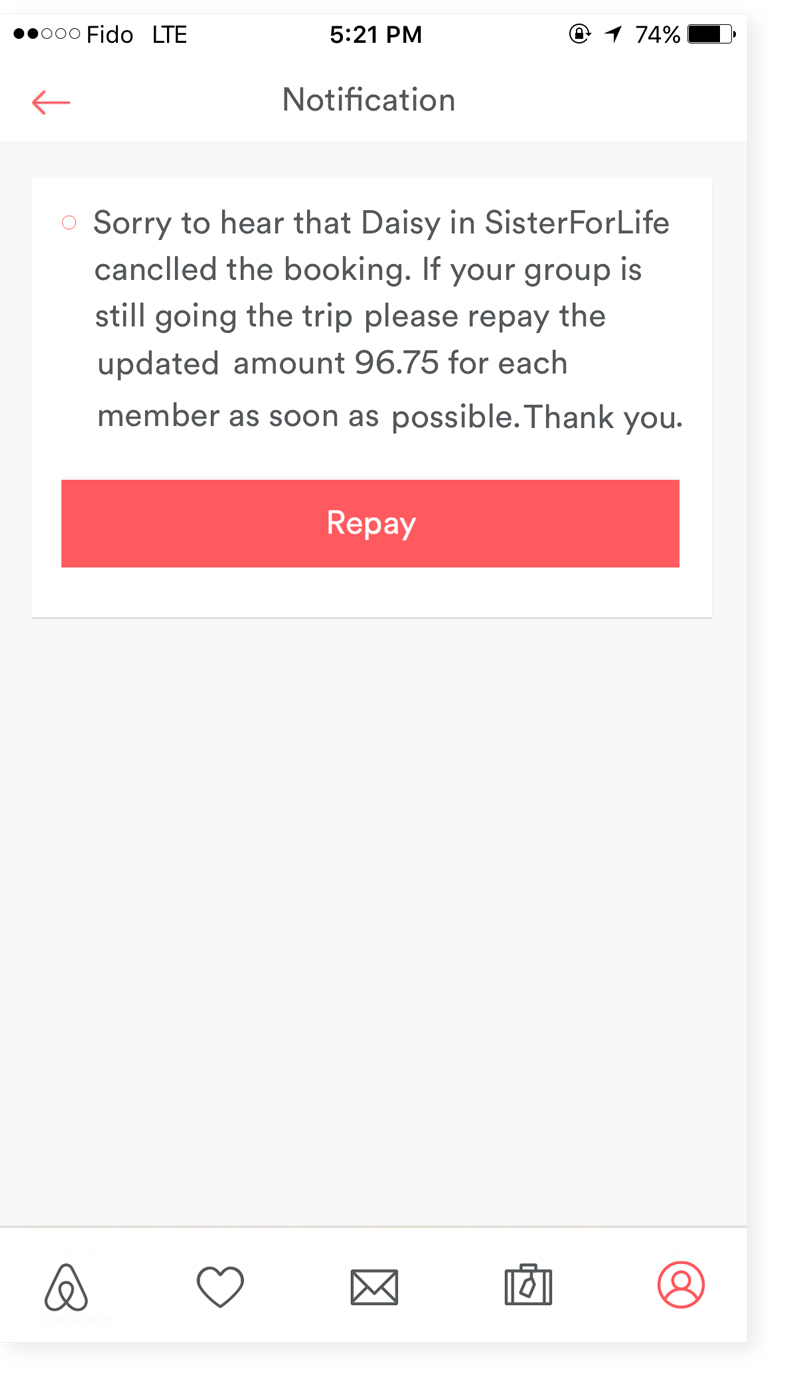 Fido LTE 5:21 PM 74%
Notification
Sorry to hear that Daisy in SisterForLife
canclled the booking. If your group is
still going the trip please repay the
updated amount 96.75 for each
member as soon as possible. Thank you.
Repay